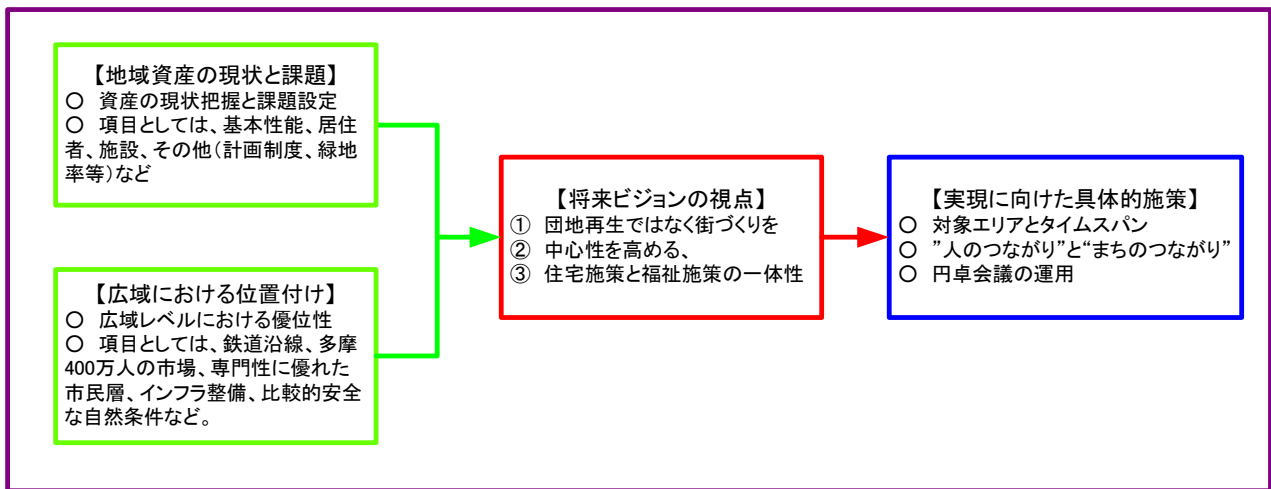 【地域資産の現状と課題】
○ 資産の現状把握と課題設定
○ 項目としては、基本性能、居住
者、施設、その他(計画制度、緑地
率等)など
【広域における位置付け】
○ 広域レベルにおける優位性
○ 項目としては、鉄道沿線、多摩
400万人の市場、専門性に優れた
市民層、インフラ整備、比較的安全
な自然条件など。
【将来ビジョンの視点】
① 団地再生ではなく街づくりを
② 中心性を高める、
③ 住宅施策と福祉施策の一体性
【実現に向けた具体的施策】
○ 対象エリアとタイムスパン
○ ”人のつながり”と“まちのつながり”
○ 円卓会議の運用